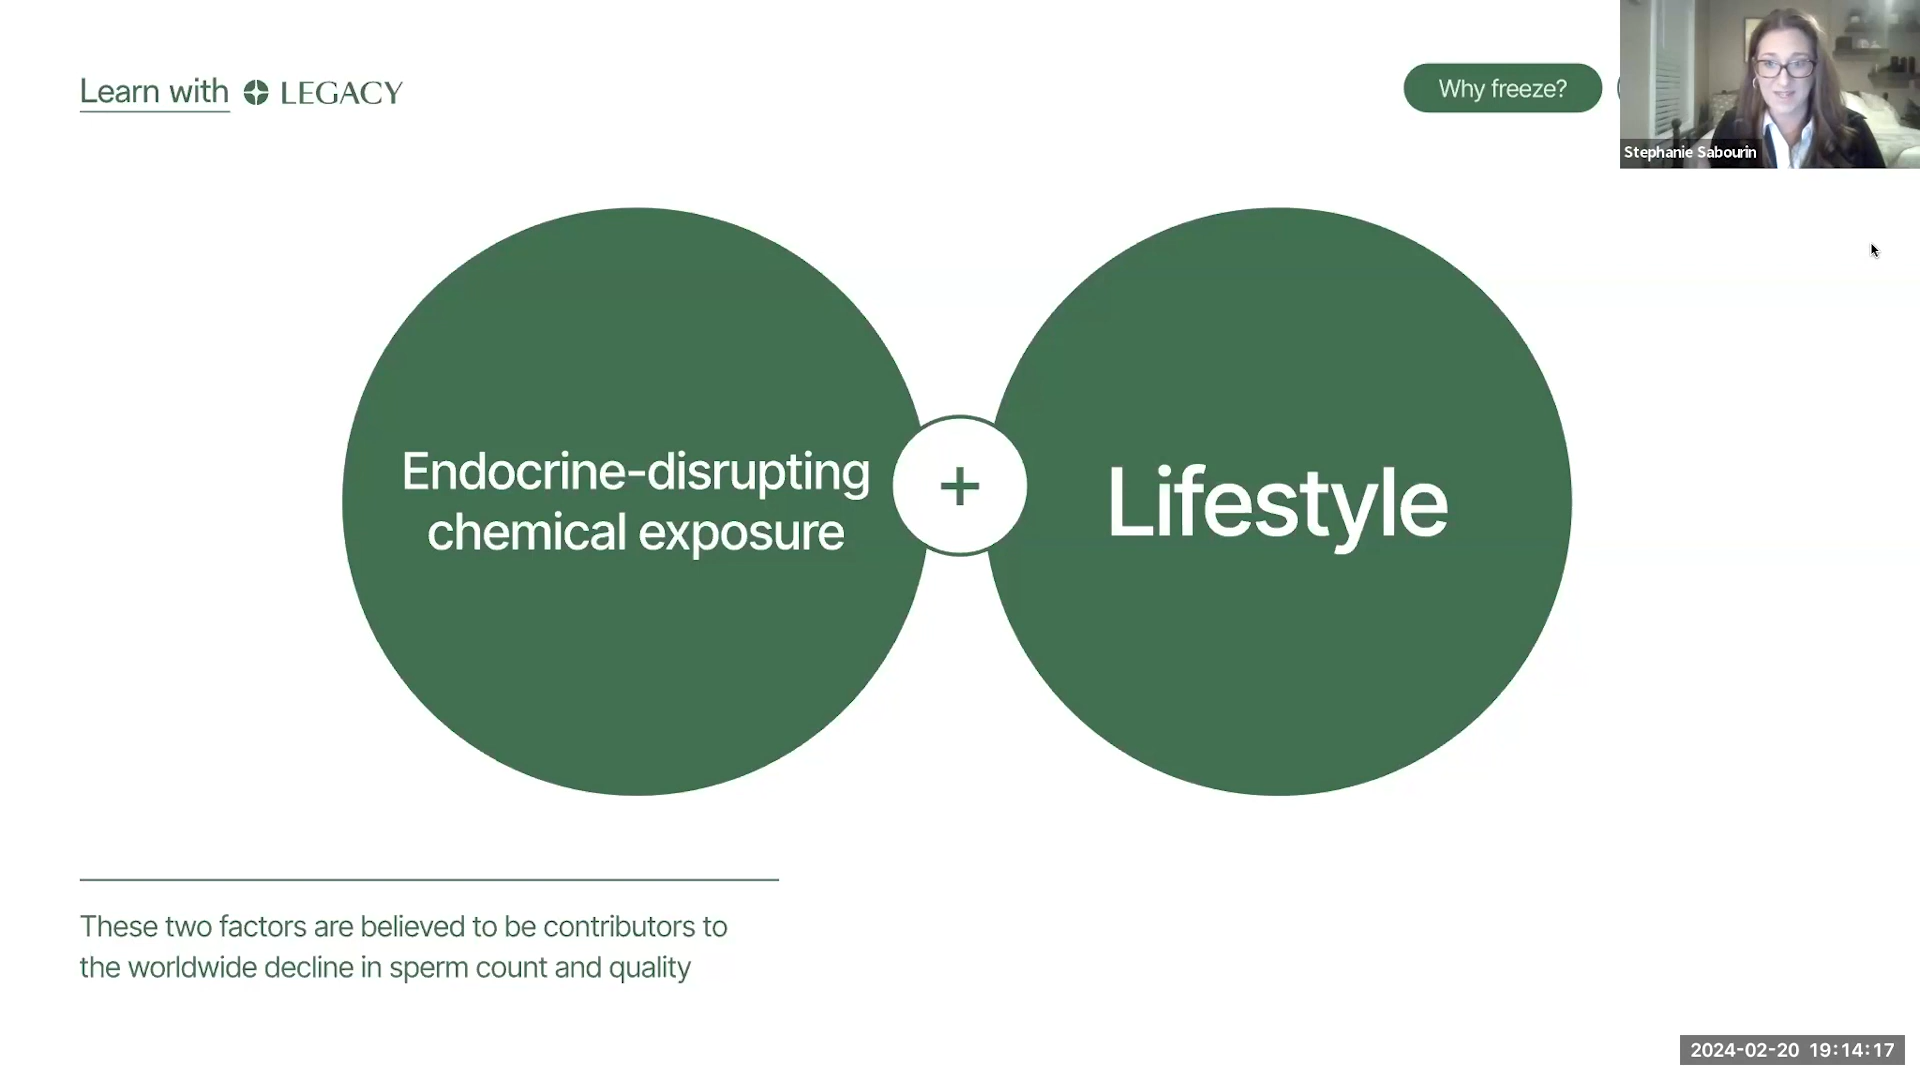 Learn with LEGACY
Why freeze?
Stephanie Sabourin
Endocrine-disrupting
chemical exposure
+
Lifestyle
These two factors are believed to be contributors to
the worldwide decline in sperm count and quality
2024-02-20 19:14:17